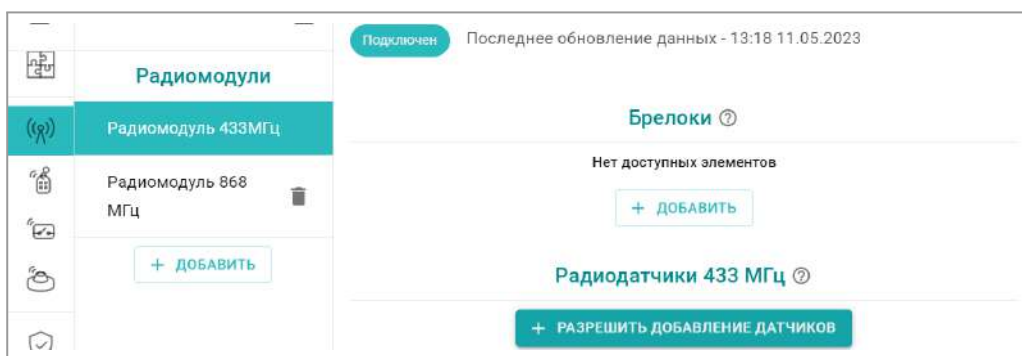 Подключен
Последнее обновление данных - 13:18 11.05.2023
Радиомодули
Радиомодуль 433МГц
Радиомодуль 868
МГц
+ ДОБАВИТЬ
Брелоки
Нет доступных элементов
+ ДОБАВИТЬ
Радиодатчики 433 МГц
+ РАЗРЕШИТЬ ДОБАВЛЕНИЕ ДАТЧИКОВ